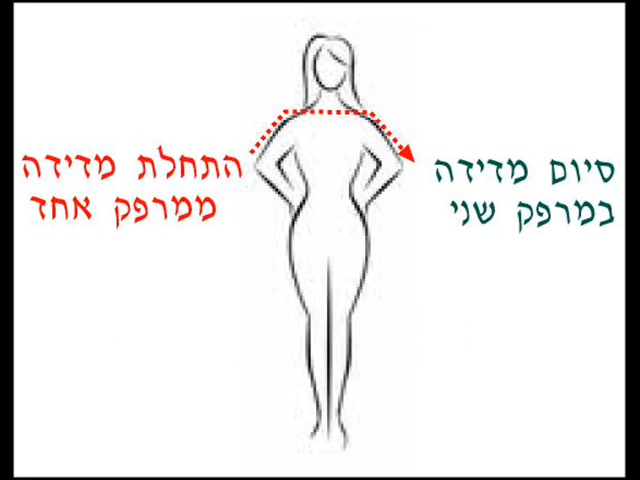 התחלת מדידה
ממרפק אחד
סיום מדידה
במרפק שני